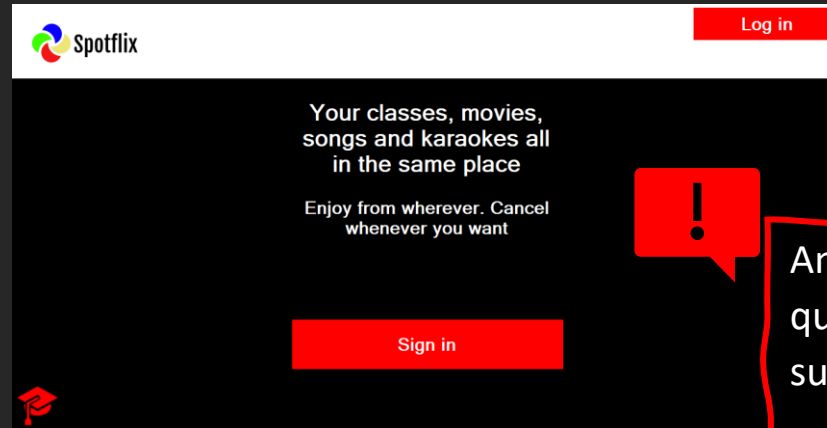 Spotflix
Log in
Your classes, movies,
songs and karaokes all
in the same place
Enjoy from wherever. Cancel
whenever you want
!
Sign in